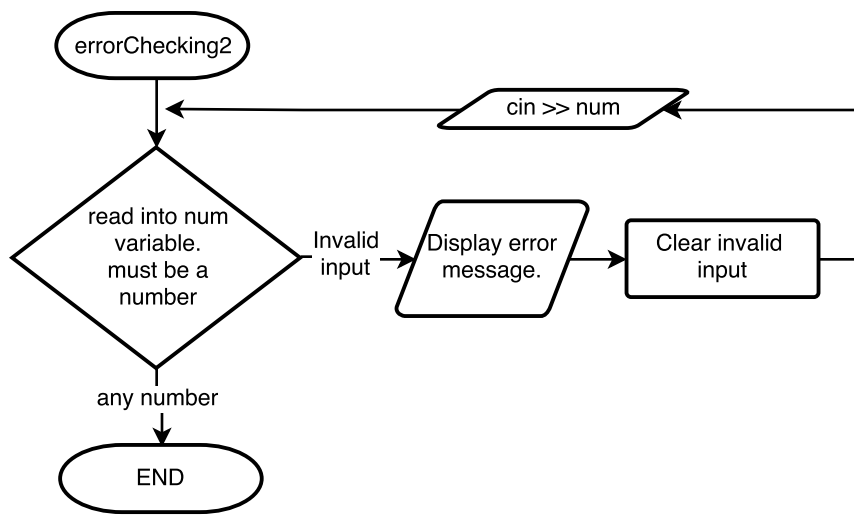 errorChecking2
cin >> num
read into num
variable.
must be a
number
Invalid
input
Display error
message.
Clear invalid
input
any number
END